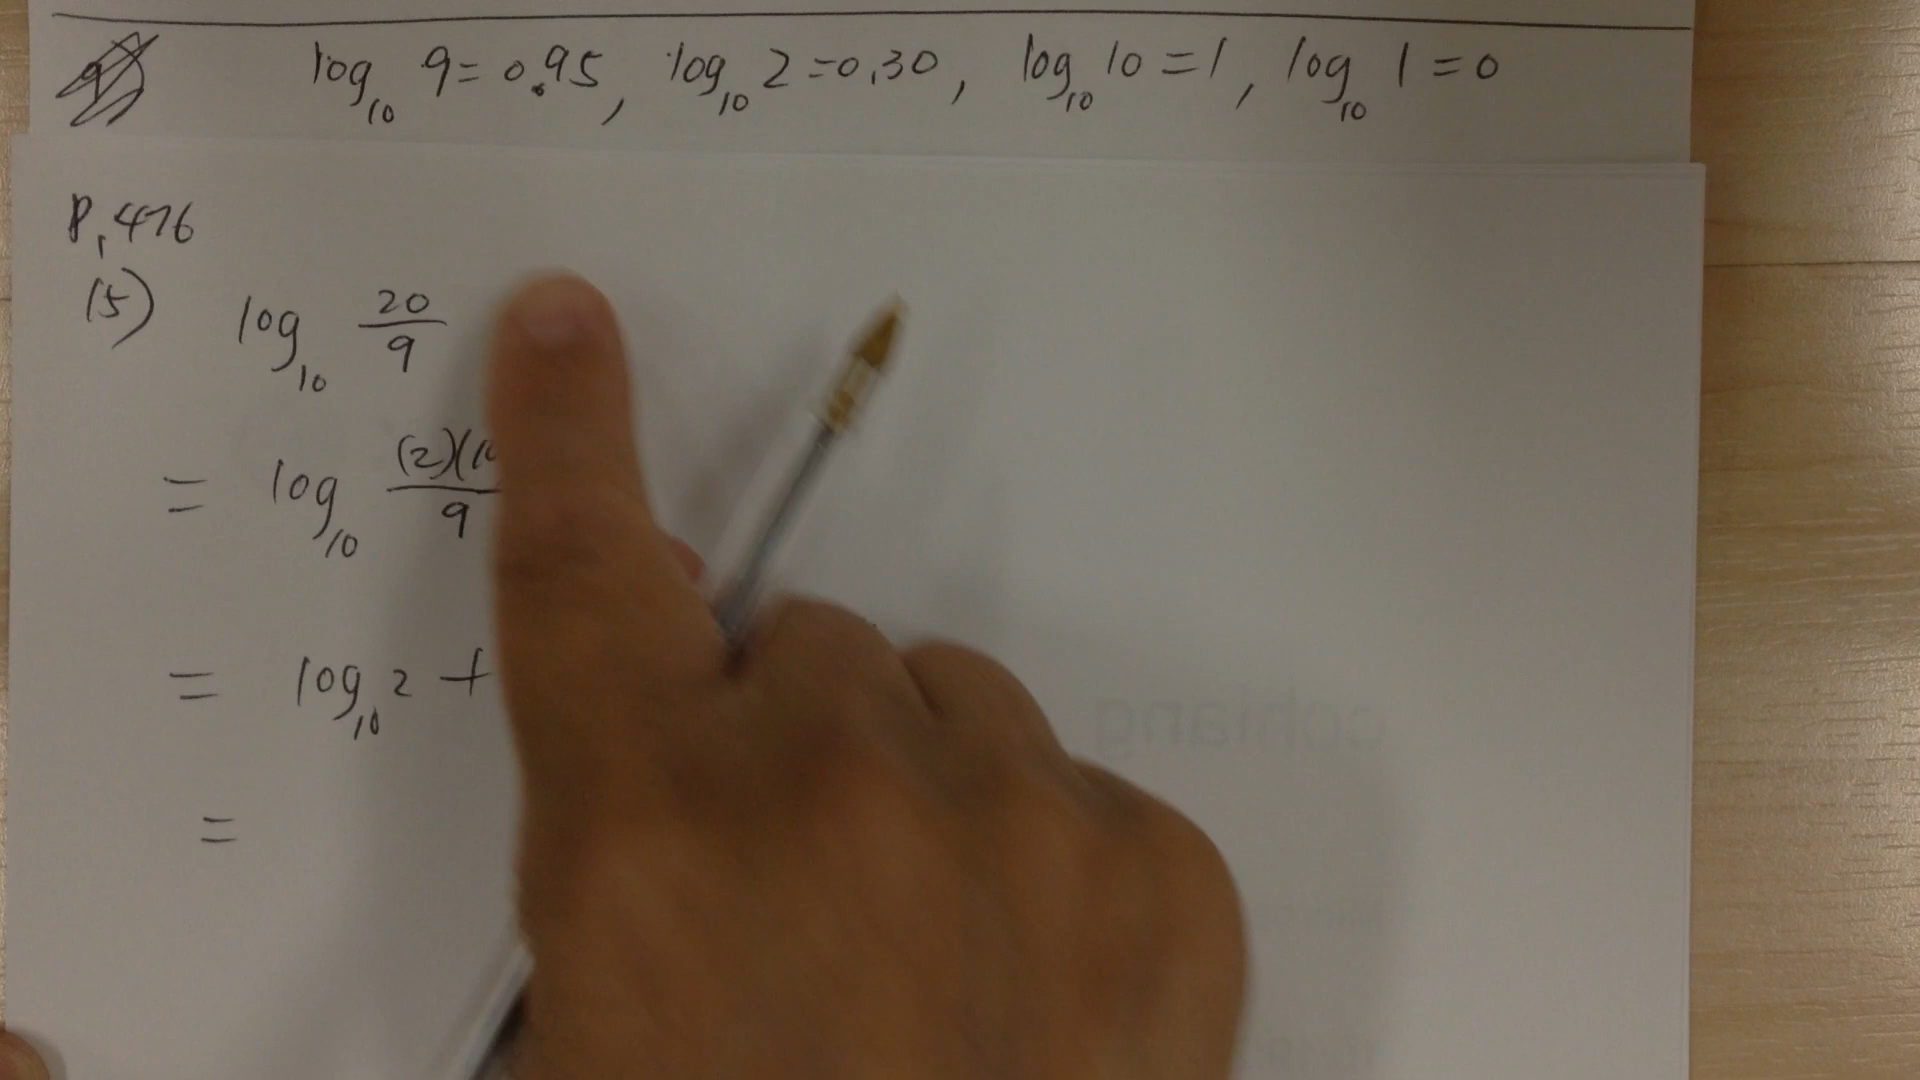 log₁₀ 9 = 0.95, log₁₀ 2 = 0.30, log₁₀ 10 = 1, log₁₀ 1 = 0
P.476
(5) log₁₀ 20/9
= log₁₀ (2)(10/9
= log₁₀ 2 +
=